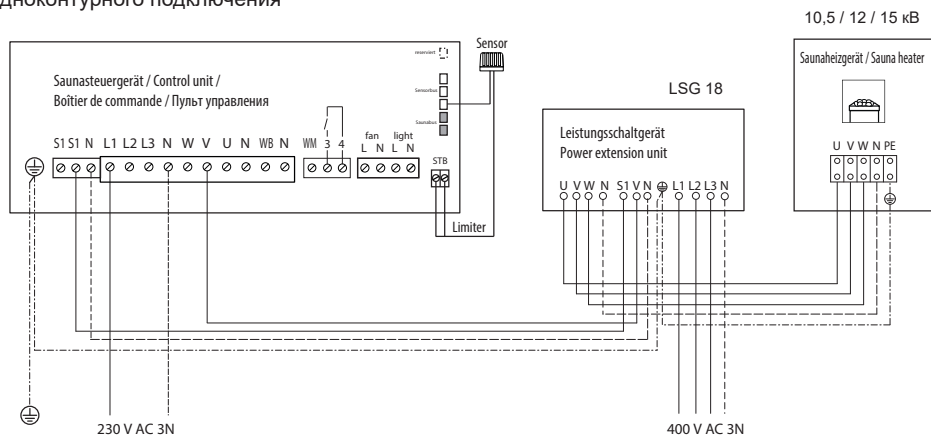 дноконтурного подключения
10,5 / 12 / 15 кВ
reserviert
Sensor
Sensorbus
Saunabus
Saunasteuergerät / Control unit /
Boîtier de commande / Пульт управления
S1 S1 N L1 L2 L3 N W V U N WB N WM 3 4
fan light
L N L N
STB
Limiter
LSG 18
Leistungsschaltgerät
Power extension unit
U V W N S1 V N L1 L2 L3 N
Saunaheizgerät / Sauna heater
U V W N PE
230 V AC 3N
400 V AC 3N